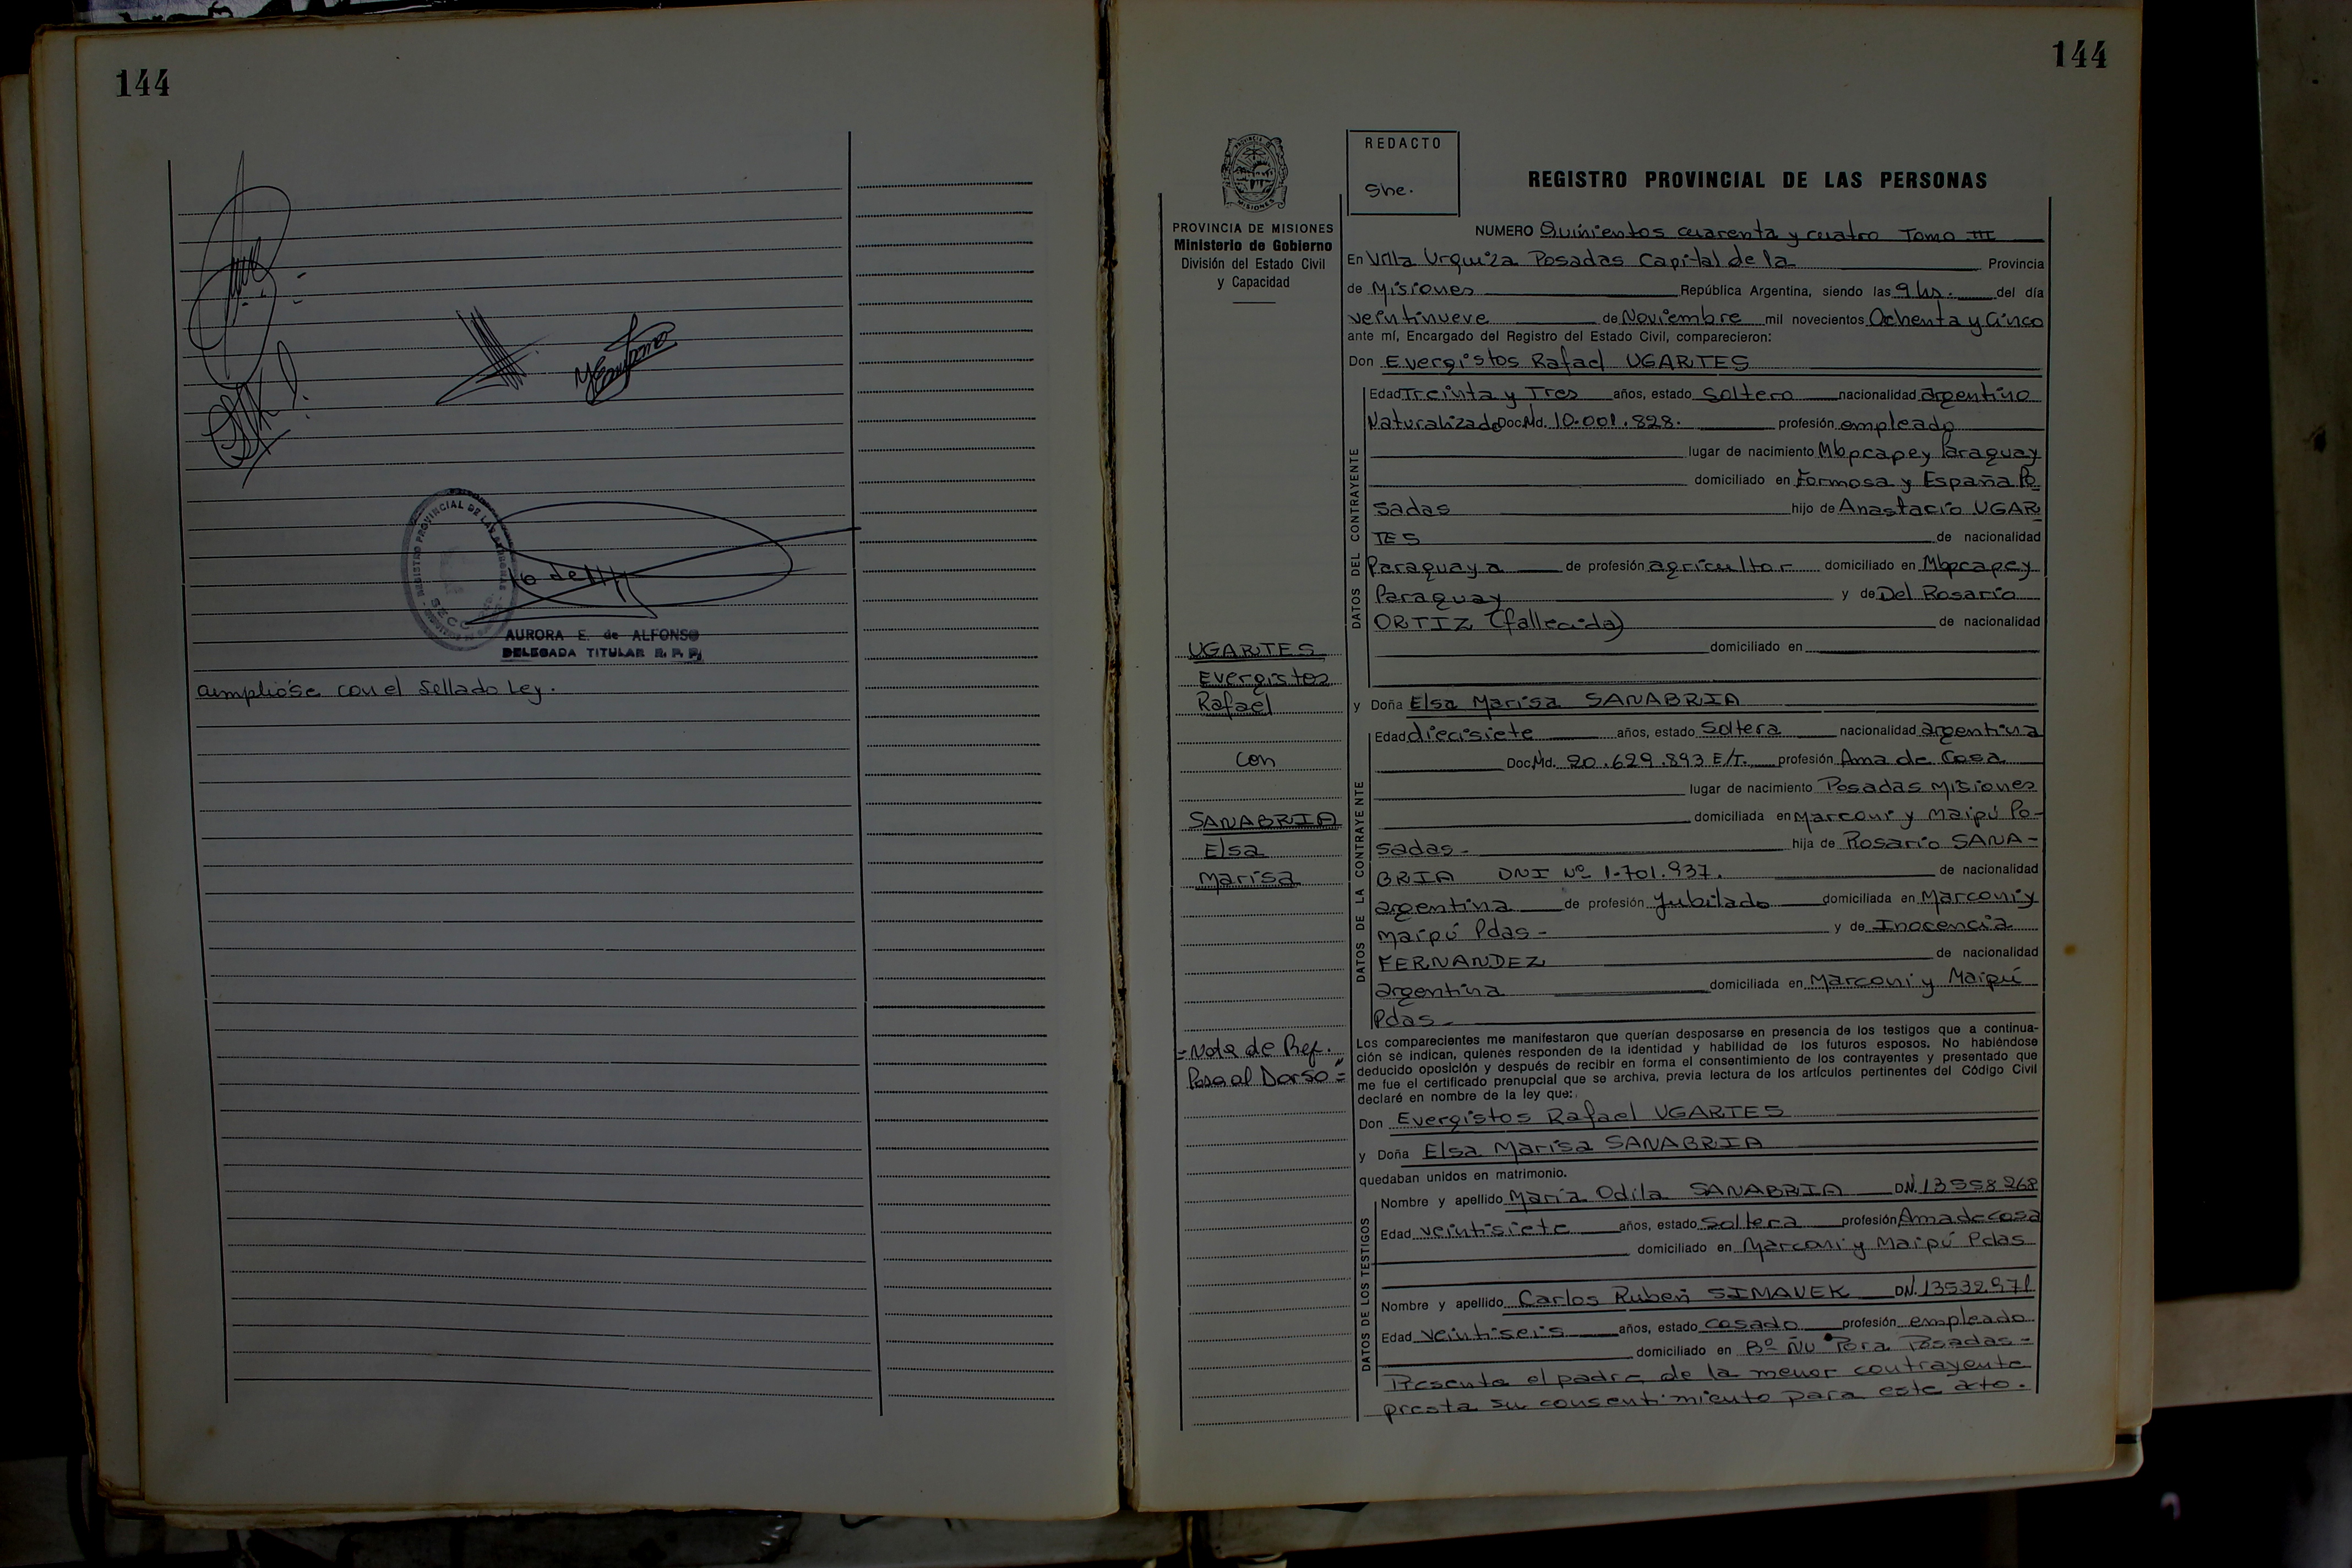 144
REGISTRO PROVINCIAL DE LAS PERSONAS
SECC
AURORA E. de ALFONSO
DELEGADA TITULAR R. P. P.
ampliose con el Sellado Ley.
144
PROVINCIA DE MISIONES
Ministerio de Gobierno
División del Estado Civil
y Capacidad
UGARTES
Evergistos
Rafael
con
SANABRIA
Elsa
Marisa
= Nota de Ref.
Pasa al Dorso =
REDACTO
She.
REGISTRO PROVINCIAL DE LAS PERSONAS
NUMERO Quinientos cuarenta y cuatro Tomo III
En Villa Urquiza Posadas Capital de la Provincia
de Misiones República Argentina, siendo las 9 hs. del día
veintinueve de Noviembre mil novecientos Ochenta y Cinco
ante mí, Encargado del Registro del Estado Civil, comparecieron:
Don Evergistos Rafael UGARTES
DATOS DEL CONTRAYENTE
Edad Treinta y Tres años, estado Soltero nacionalidad argentino
Naturalizado Doc. Md. 10.001.828. profesión empleado
lugar de nacimiento Mbocapey Paraguay
domiciliado en Formosa y España Po
sadas hijo de Anastacio UGAR
TES de nacionalidad
Paraguaya de profesión agricultor domiciliado en Mbocapey
Paraguay y de Del Rosario
ORTIZ (fallecida) de nacionalidad
domiciliado en
y Doña Elsa Marisa SANABRIA
DATOS DE LA CONTRAYENTE
Edad diecisiete años, estado Soltera nacionalidad argentina
Doc. Md. 20.629.893 E/T. profesión Ama de Casa
lugar de nacimiento Posadas Misiones
domiciliada en Marconi y Maipú Po-
sadas- hija de Rosario SANA-
BRIA DNI Nº 1.701.937. de nacionalidad
argentina de profesión Jubilado domiciliada en Marconi y
Maipú Pdas- y de Inocencia
FERNANDEZ de nacionalidad
argentina domiciliada en Marconi y Maipú
Pdas-
Los comparecientes me manifestaron que querían desposarse en presencia de los testigos que a continua-
ción se indican, quienés responden de la identidad y habilidad de los futuros esposos. No habiéndose
deducido oposición y después de recibir en forma el consentimiento de los contrayentes y presentado que
me fue el certificado prenupcial que se archiva, previa lectura de los artículos pertinentes del Código Civil
declaré en nombre de la ley que:
Don Evergistos Rafael UGARTES
y Doña Elsa Marisa SANABRIA
quedaban unidos en matrimonio.
DATOS DE LOS TESTIGOS
Nombre y apellido María Odila SANABRIA DN. 13558268
Edad veintisiete años, estado Soltera profesión Ama de casa
domiciliado en Marconi y Maipú Pdas
Nombre y apellido Carlos Ruben SIMAVEK DN. 13532971
Edad veintiseis años, estado casado profesión empleado
domiciliado en Bº Ñu Pora Posadas-
Presente el padre de la menor contrayente
presta su consentimiento para este acto.